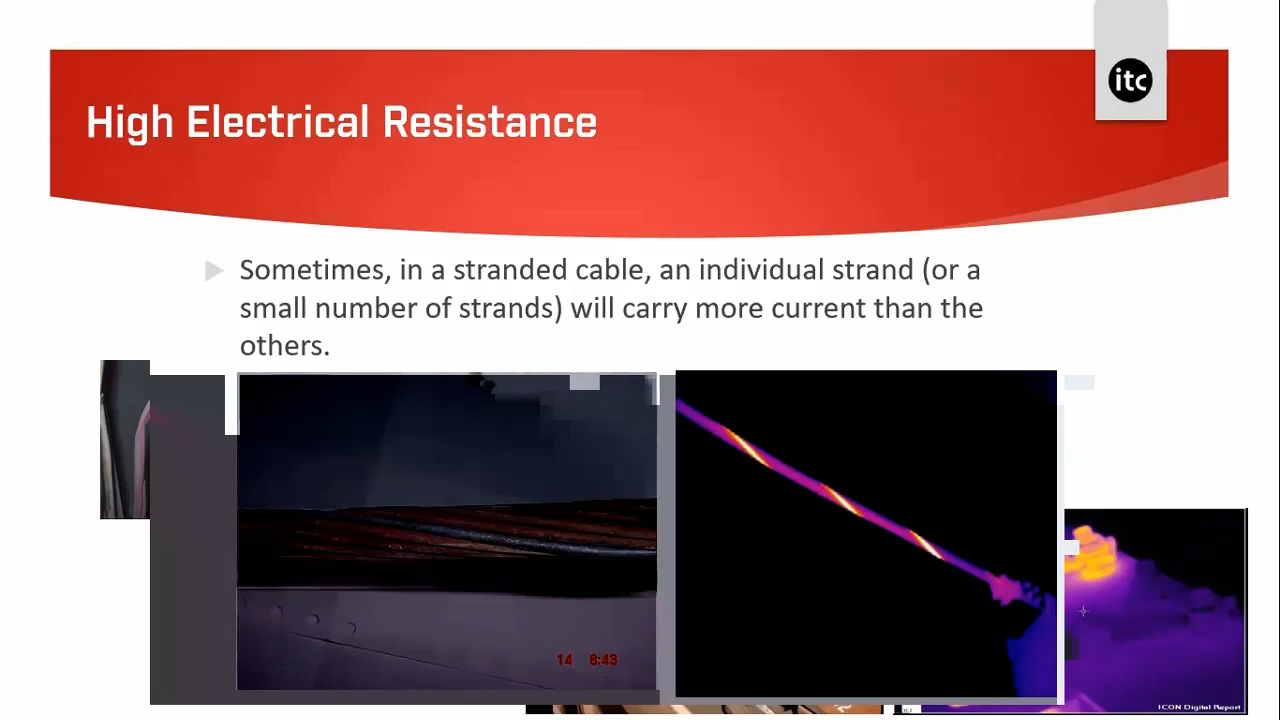 itc
High Electrical Resistance
Sometimes, in a stranded cable, an individual strand (or a
small number of strands) will carry more current than the
others.
14 8:43
ICON Digital Report